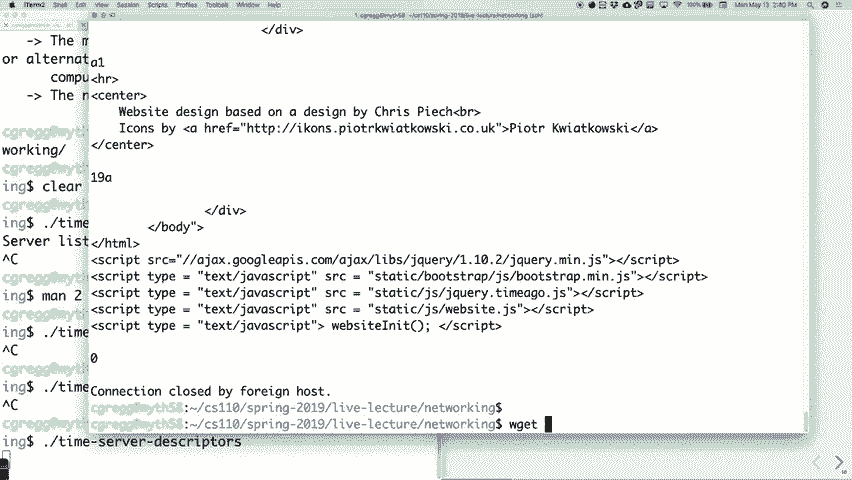 iTerm2 Shell Edit View Session Scripts Profiles Toolbelt Window Help 100% Mon May 13 2:40 PM
1. cgregg@myth58: ~/cs110/spring-2019/live-lecture/networking (ssh)
-> The m
or alternat
compu
-> The n
cgregg@myth
working/
cgregg@myth
ing$ clear
cgregg@myth
ing$ ./time
Server list
^C
cgregg@myth
ing$ man 2
cgregg@myth
ing$ ./time
^C
cgregg@myth
ing$ ./time
^C
cgregg@myth
ing$ ./time-server-descriptors
</div>
a1
<hr>
<center>
Website design based on a design by Chris Piech<br>
Icons by <a href="http://ikons.piotrkwiatkowski.co.uk">Piotr Kwiatkowski</a>
</center>
19a
</div>
</body">
</html>
<script src="//ajax.googleapis.com/ajax/libs/jquery/1.10.2/jquery.min.js"></script>
<script type = "text/javascript" src = "static/bootstrap/js/bootstrap.min.js"></script>
<script type = "text/javascript" src = "static/js/jquery.timeago.js"></script>
<script type = "text/javascript" src = "static/js/website.js"></script>
<script type = "text/javascript"> websiteInit(); </script>
0
Connection closed by foreign host.
cgregg@myth58:~/cs110/spring-2019/live-lecture/networking$
cgregg@myth58:~/cs110/spring-2019/live-lecture/networking$ wget